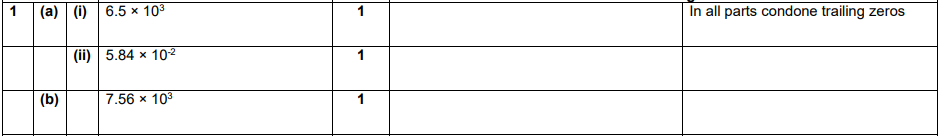 1 (a) (i) 6.5 × 10³ 1 In all parts condone trailing zeros
(ii) 5.84 × 10⁻² 1
(b) 7.56 × 10³ 1